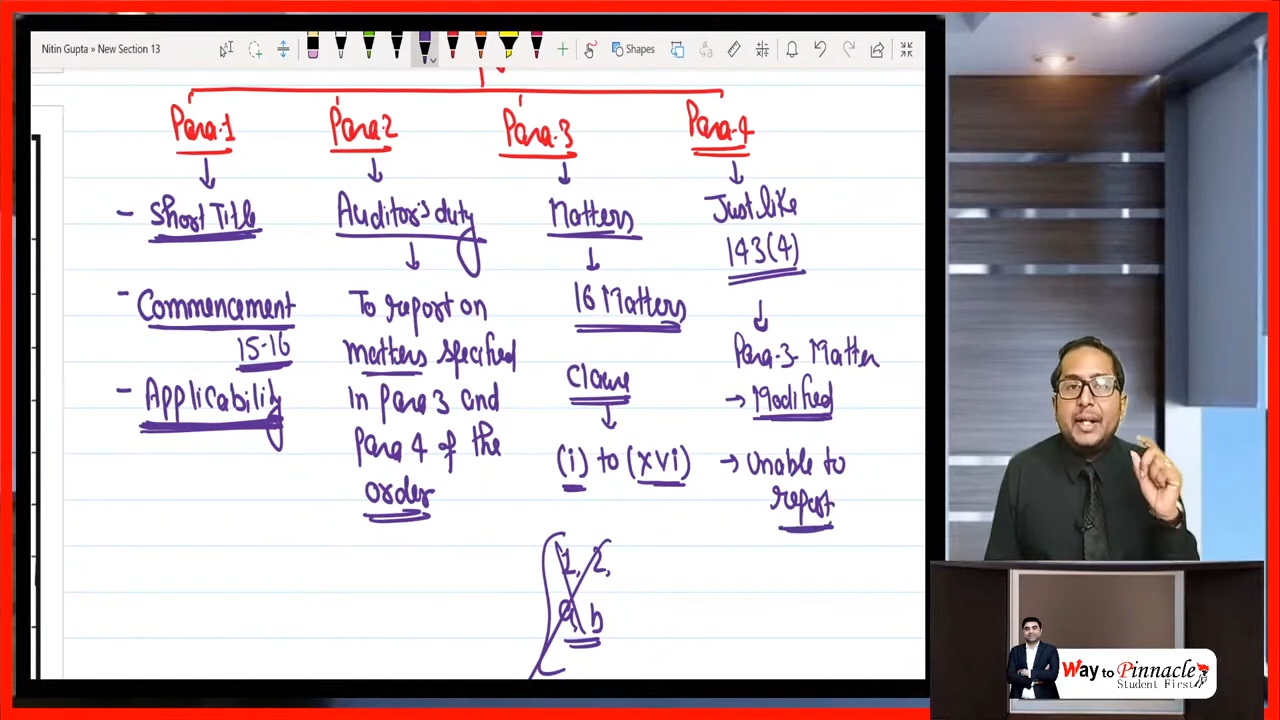 Nitin Gupta » New Section 13
Shapes
Para-1
Para-2
Para-3
Para-4
- Short Title
- Commencement
15-16
- Applicability
Auditor's duty
To report on
matters specified
In para 3 and
para 4 of the
order
Matters
16 Matters
Clause
(i) to (xvi)
1, 2,
a, b
Just like
143(4)
Para-3- Matter
→ Modified
→ Unable to
report
Way to Pinnacle
Student First